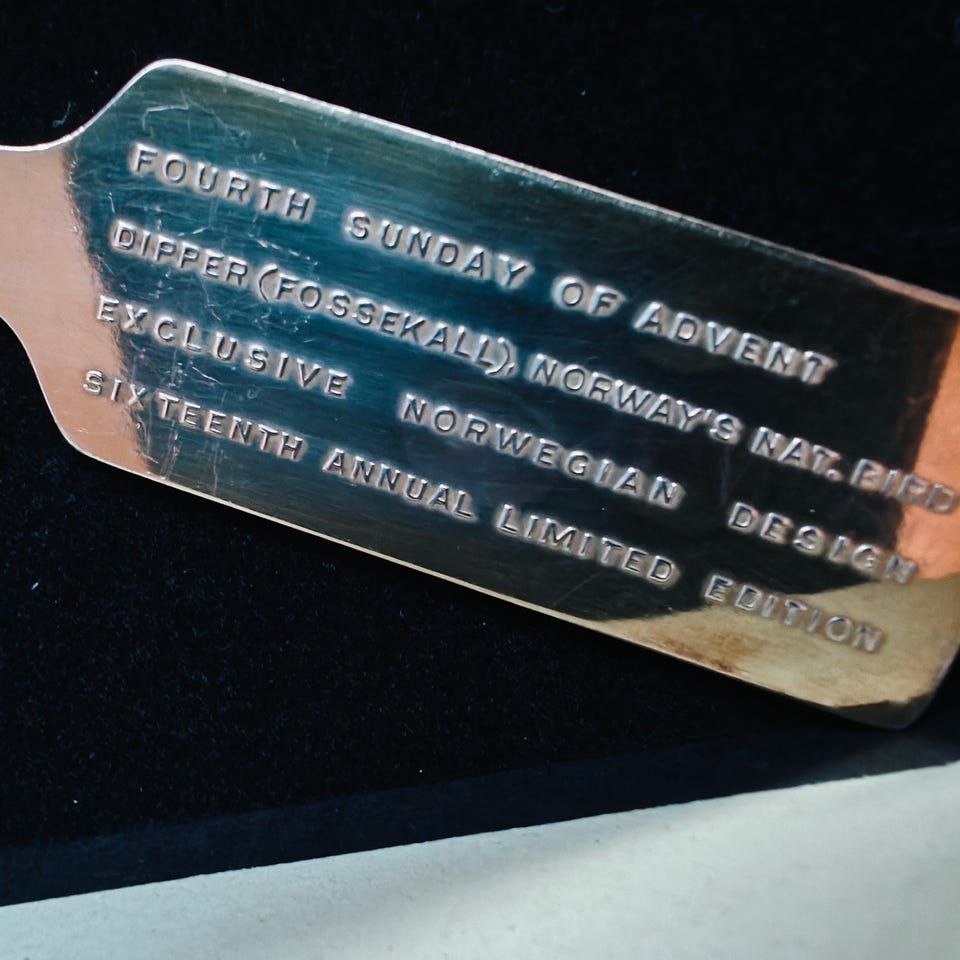 FOURTH SUNDAY OF ADVENT
DIPPER (FOSSEKALL), NORWAY'S NAT. BIRD
EXCLUSIVE NORWEGIAN DESIGN
SIXTEENTH ANNUAL LIMITED EDITION